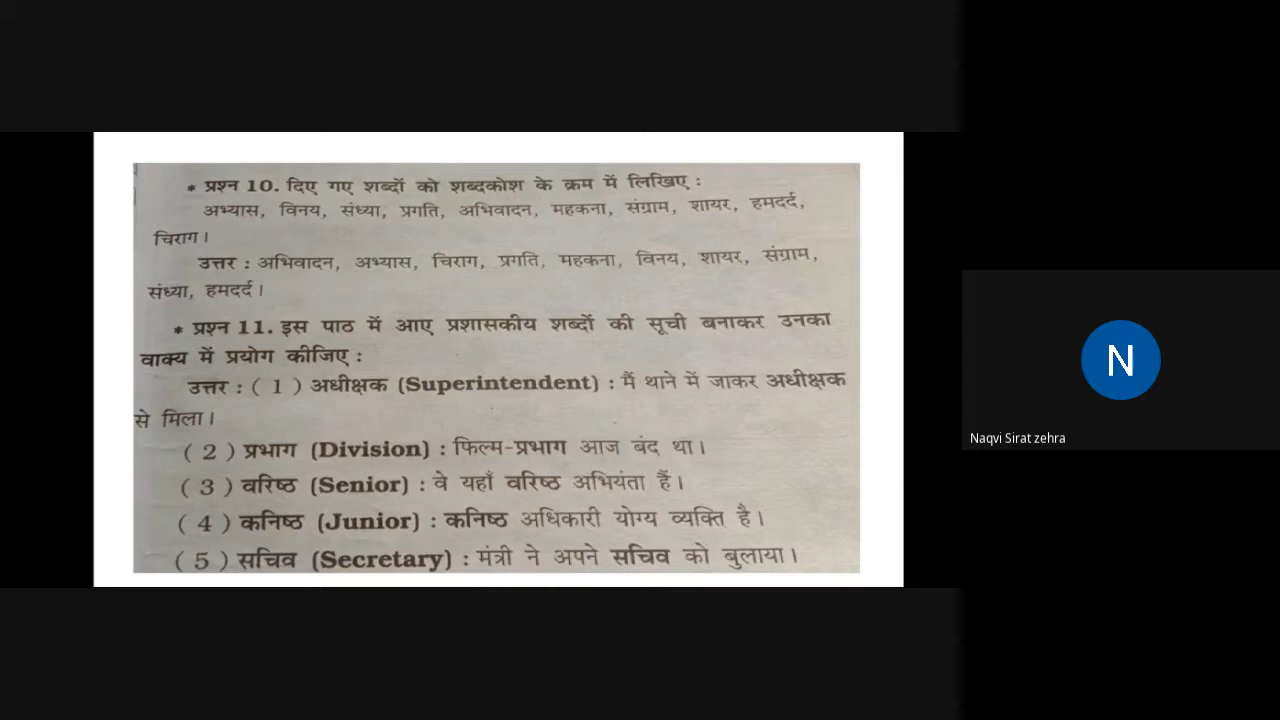 * प्रश्न 10. दिए गए शब्दों को शब्दकोश के क्रम में लिखिए :
अभ्यास, विनय, संध्या, प्रगति, अभिवादन, महकना, संग्राम, शायर, हमदर्द,
चिराग।
उत्तर : अभिवादन, अभ्यास, चिराग, प्रगति, महकना, विनय, शायर, संग्राम,
संध्या, हमदर्द।
* प्रश्न 11. इस पाठ में आए प्रशासकीय शब्दों की सूची बनाकर उनका
वाक्य में प्रयोग कीजिए :
उत्तर : ( 1 ) अधीक्षक (Superintendent) : मैं थाने में जाकर अधीक्षक
से मिला।
( 2 ) प्रभाग (Division) : फिल्म-प्रभाग आज बंद था।
( 3 ) वरिष्ठ (Senior) : वे यहाँ वरिष्ठ अभियंता हैं।
( 4 ) कनिष्ठ (Junior) : कनिष्ठ अधिकारी योग्य व्यक्ति है।
( 5 ) सचिव (Secretary) : मंत्री ने अपने सचिव को बुलाया।
N
Naqvi Sirat zehra